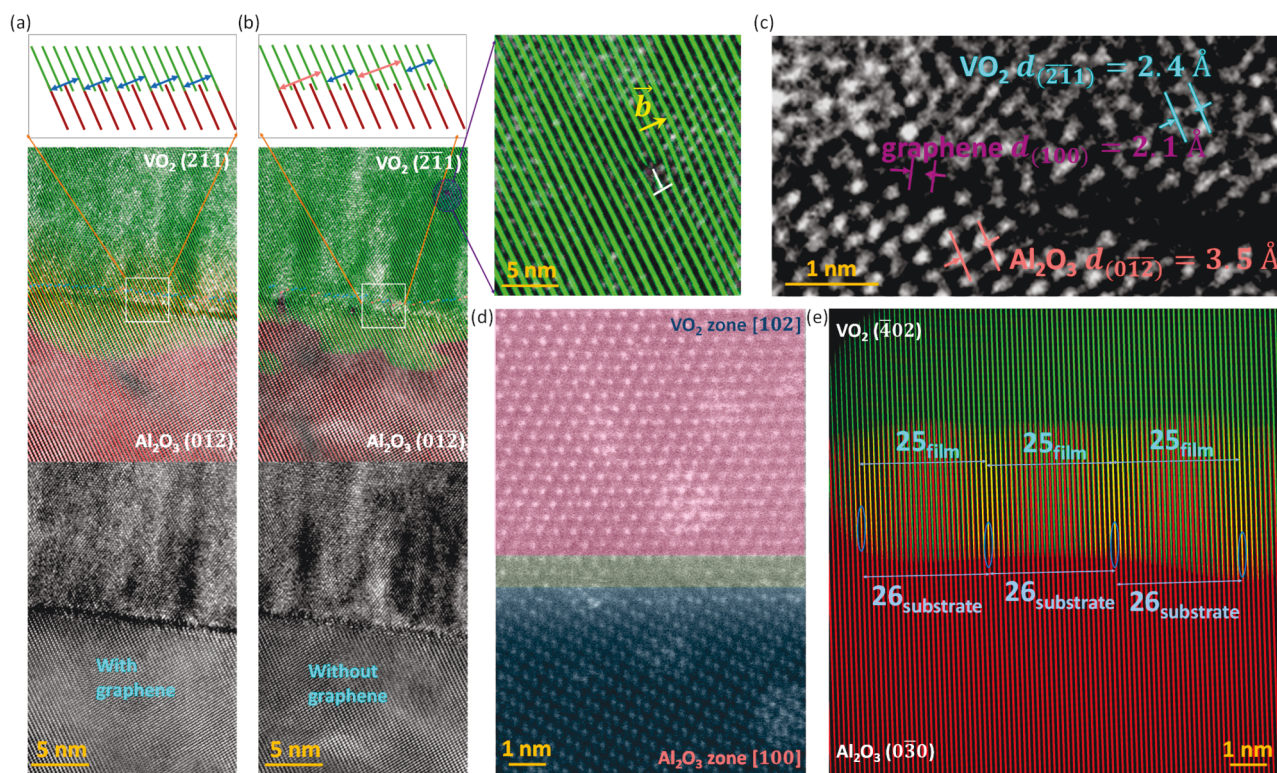 (a)
(b)
(c)
VO₂ (2̅1̅1)
VO₂ (2̅1̅1)
b⃗
VO₂ d(2̅1̅1) = 2.4 Å
graphene d(100) = 2.1 Å
Al₂O₃ d(01̅2̅) = 3.5 Å
5 nm
1 nm
Al₂O₃ (01̅2̅)
Al₂O₃ (01̅2̅)
With
graphene
Without
graphene
5 nm
5 nm
(d)
VO₂ zone [102]
Al₂O₃ zone [100]
1 nm
(e)
VO₂ (4̅02)
25film
25film
25film
26substrate
26substrate
26substrate
Al₂O₃ (03̅0)
1 nm